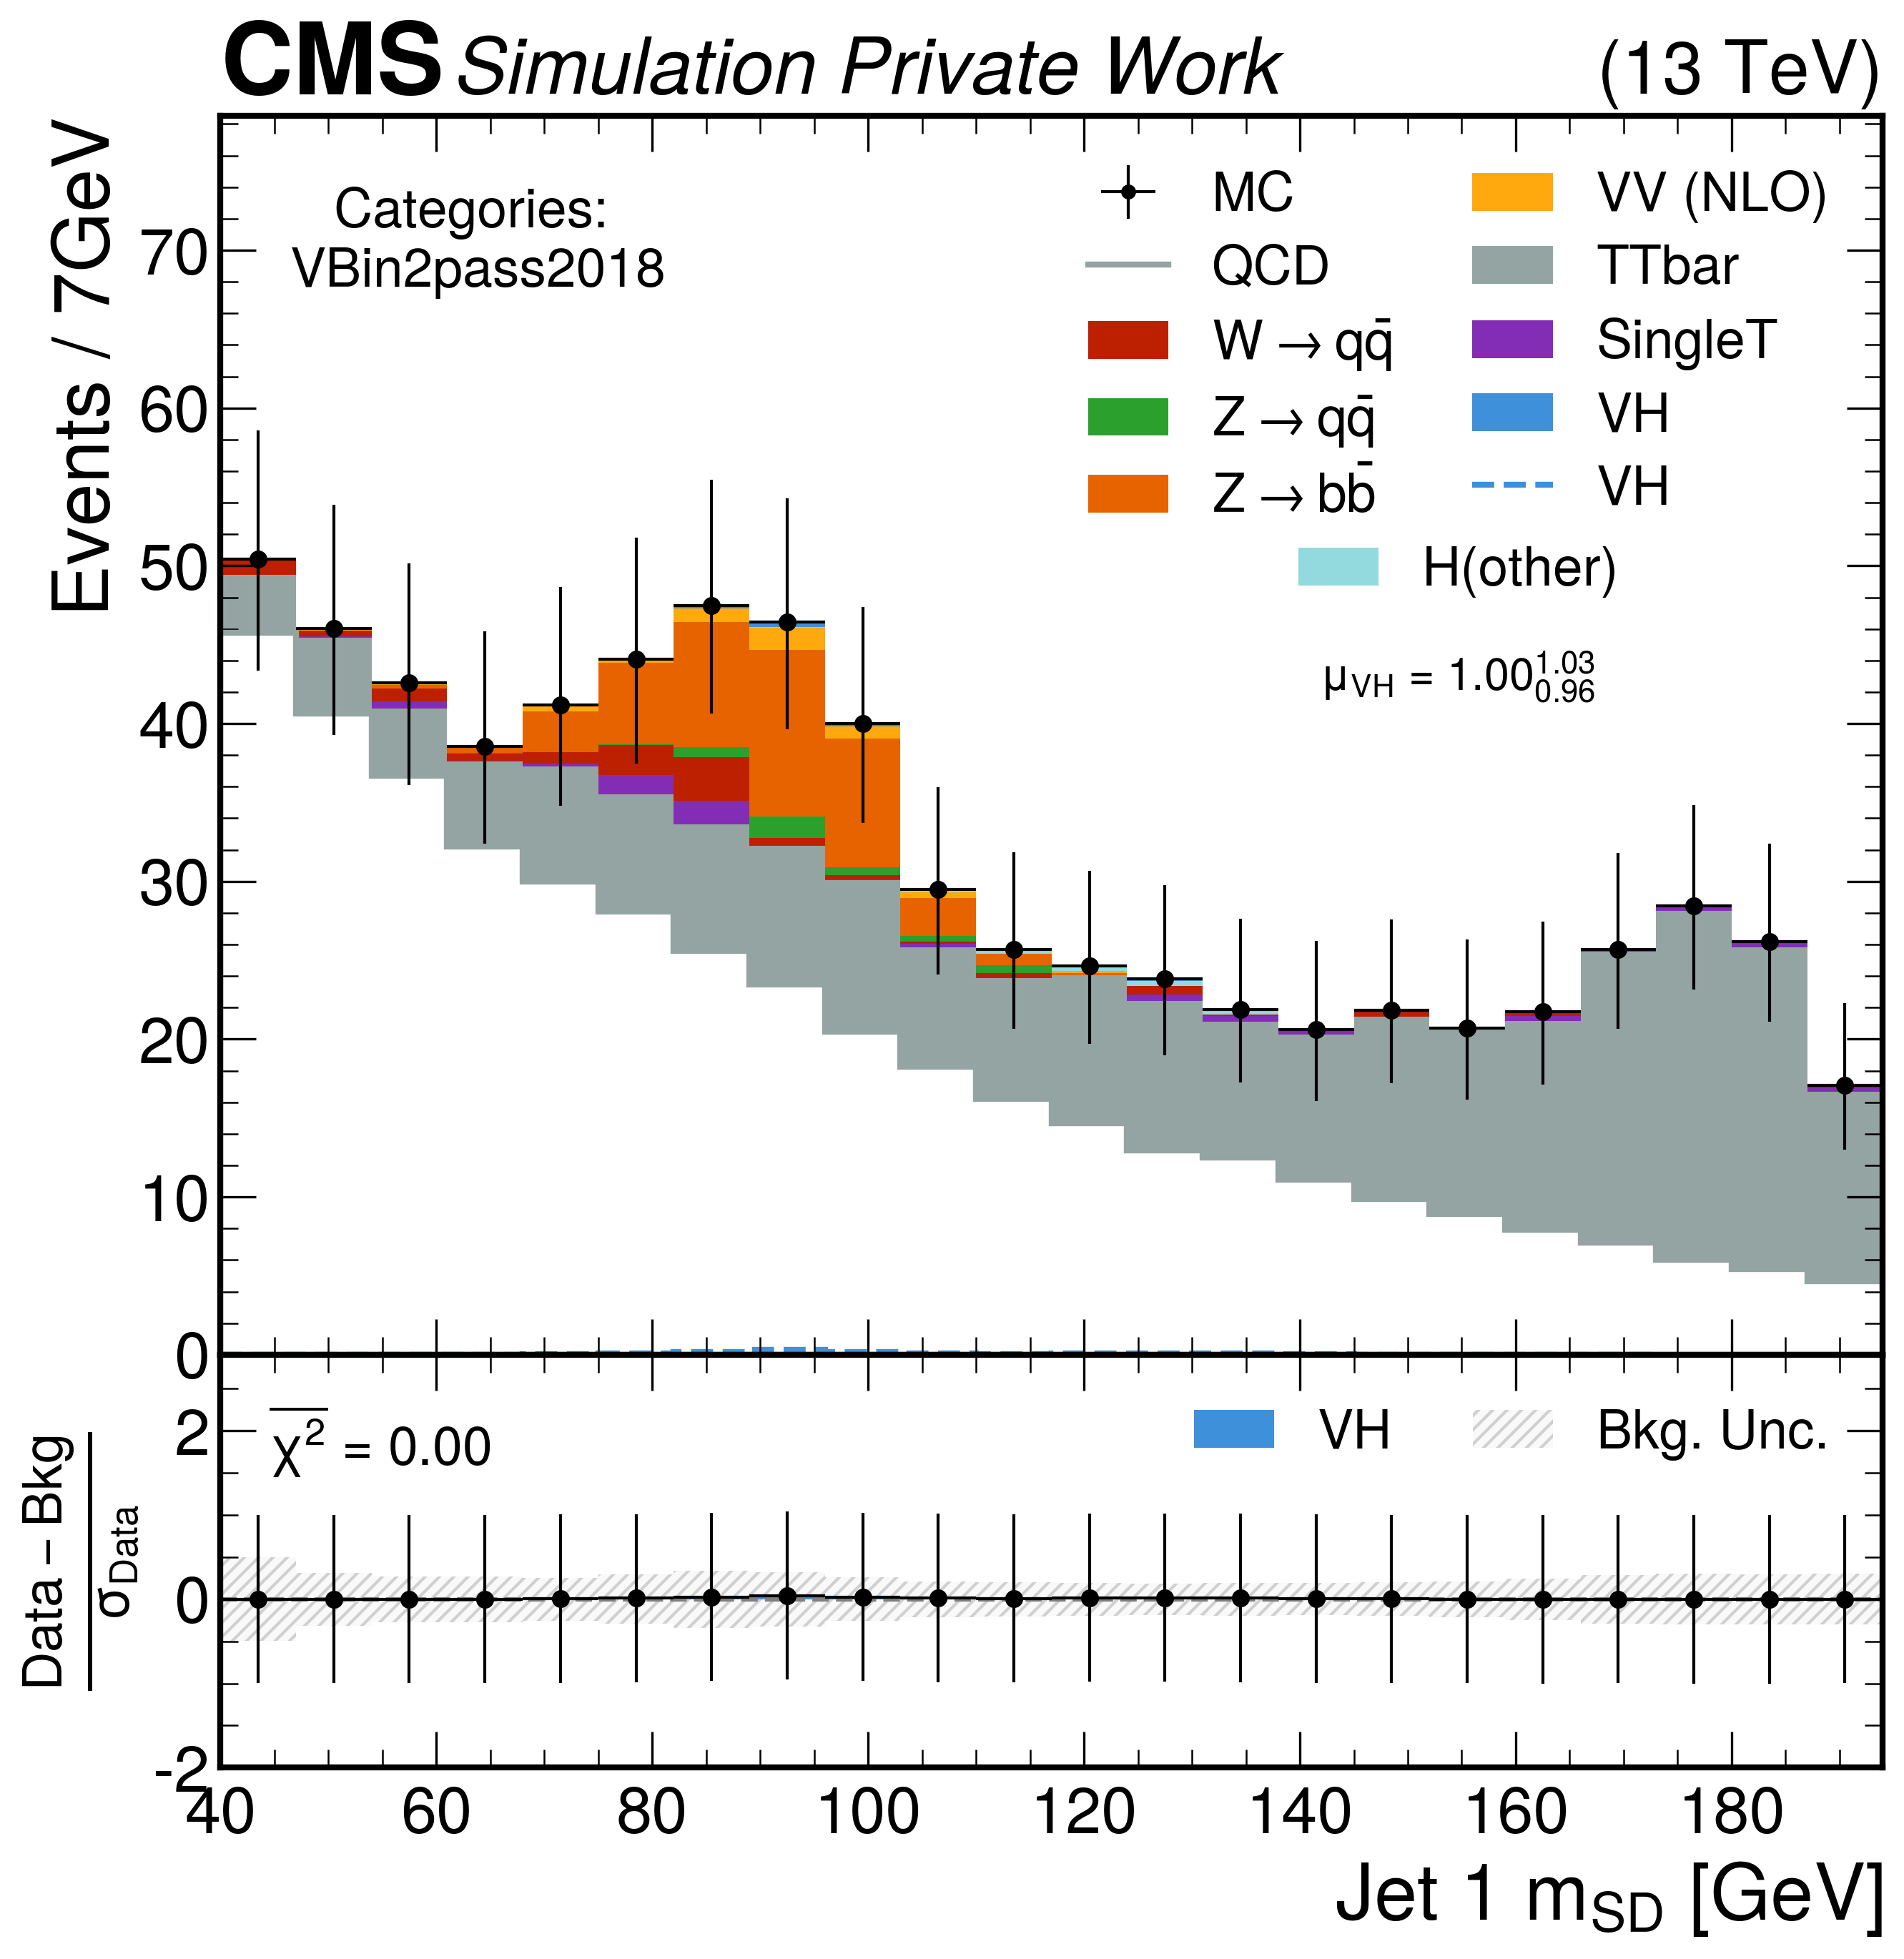 CMS Simulation Private Work (13 TeV)
Events / 7GeV
Categories:
VBin2pass2018
MC
QCD
W → qq̄
Z → qq̄
Z → bb̄
VV (NLO)
TTbar
SingleT
VH
VH
H(other)
μ_VH = 1.00^1.03_0.96
70
60
50
40
30
20
10
0
χ² = 0.00
VH
Bkg. Unc.
Data – Bkg
σ_Data
2
0
-2
40 60 80 100 120 140 160 180
Jet 1 m_SD [GeV]